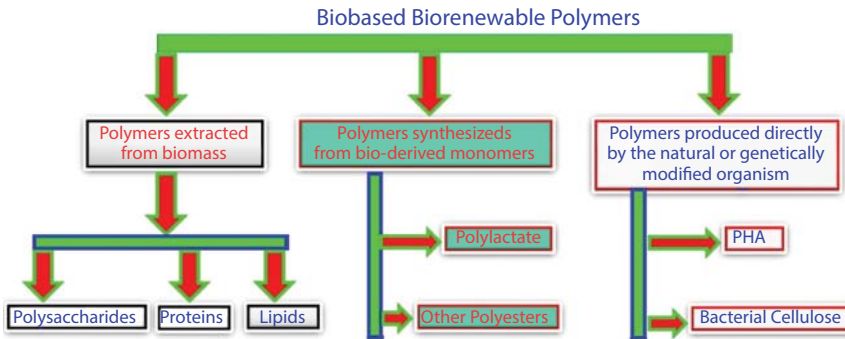 Biobased Biorenewable Polymers
Polymers extracted
from biomass
Polymers synthesizeds
from bio-derived monomers
Polymers produced directly
by the natural or genetically
modified organism
Polylactate
PHA
Polysaccharides
Proteins
Lipids
Other Polyesters
Bacterial Cellulose